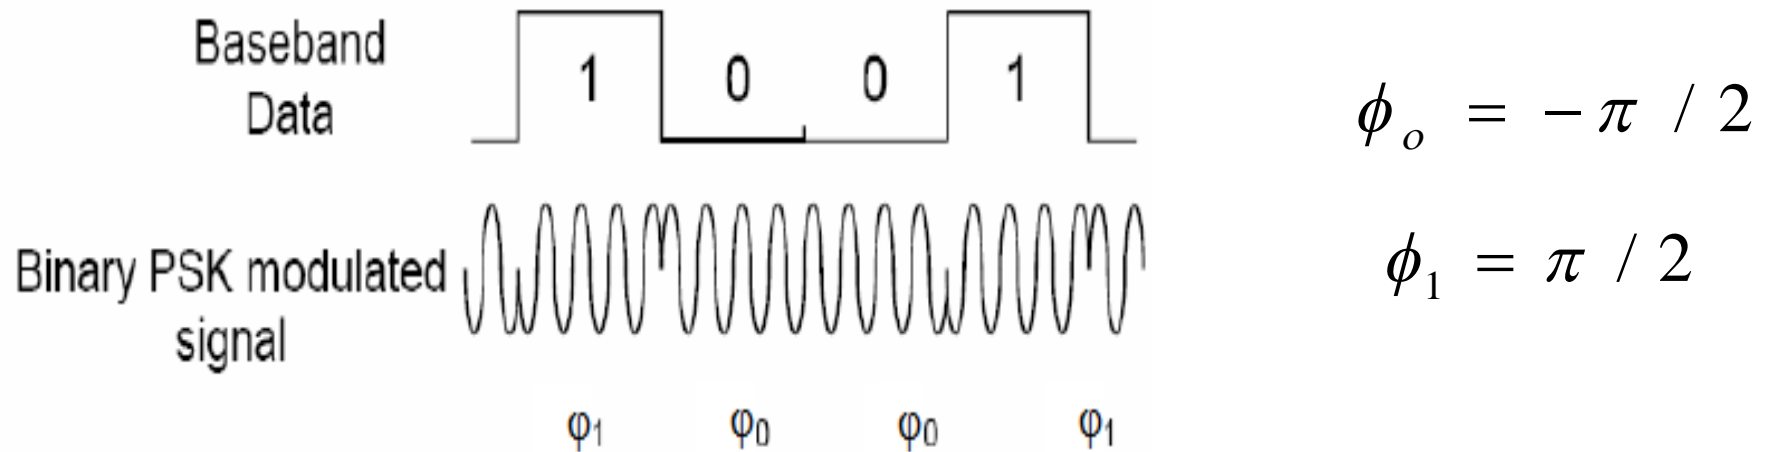 Baseband
Data
1 0 0 1
ϕo = − π / 2
Binary PSK modulated
signal
ϕ1 = π / 2
φ1 φ0 φ0 φ1